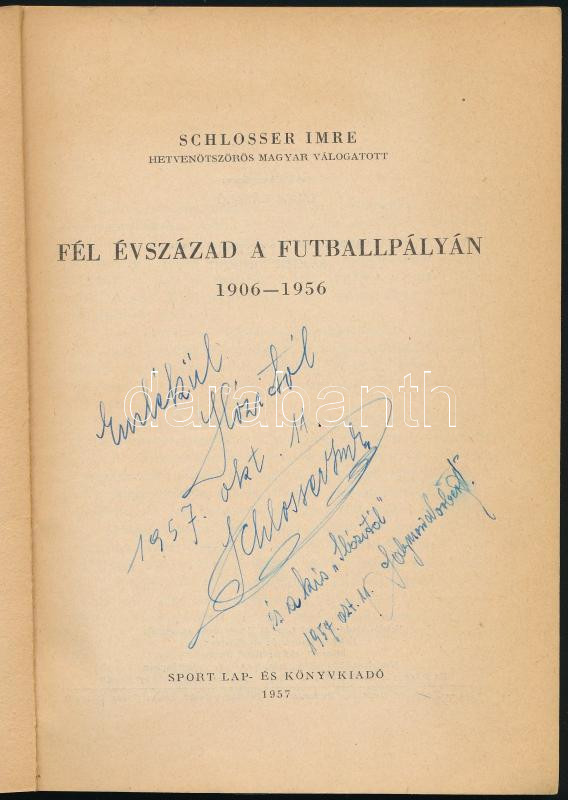 SCHLOSSER IMRE
HETVENÖTSZÖRÖS MAGYAR VÁLOGATOTT
FÉL ÉVSZÁZAD A FUTBALLPÁLYÁN
1906—1956
Emlékül
Slózitól
1957. okt. 11.
Schlosser Imre
és a kis „Slózitól"
1957. okt. 11.
darabanth
SPORT LAP- ÉS KÖNYVKIADÓ
1957